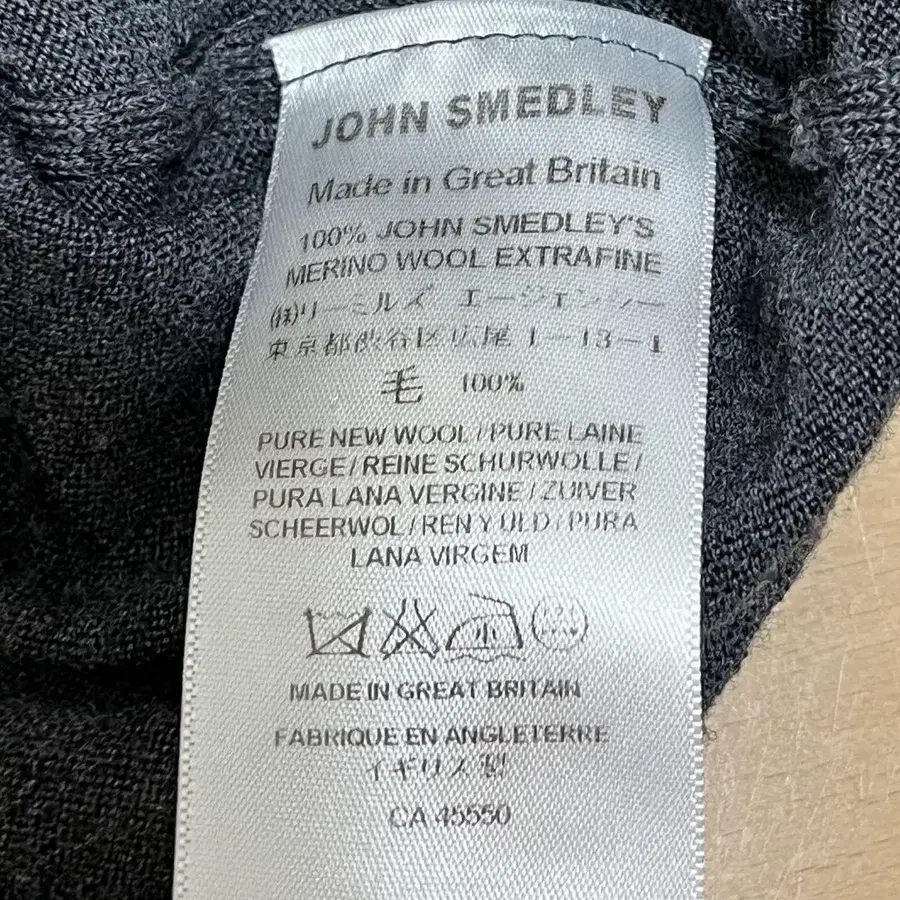 JOHN SMEDLEY
Made in Great Britain
100% JOHN SMEDLEY'S
MERINO WOOL EXTRAFINE
(株)リーミルズ エージェンシー
東京都渋谷区広尾 1-13-1
毛 100%
PURE NEW WOOL / PURE LAINE
VIERGE / REINE SCHURWOLLE /
PURA LANA VERGINE / ZUIVER
SCHEERWOL / REN Y ULD / PURA
LANA VIRGEM
小
MADE IN GREAT BRITAIN
FABRIQUE EN ANGLETERRE
イギリス製
CA 45550